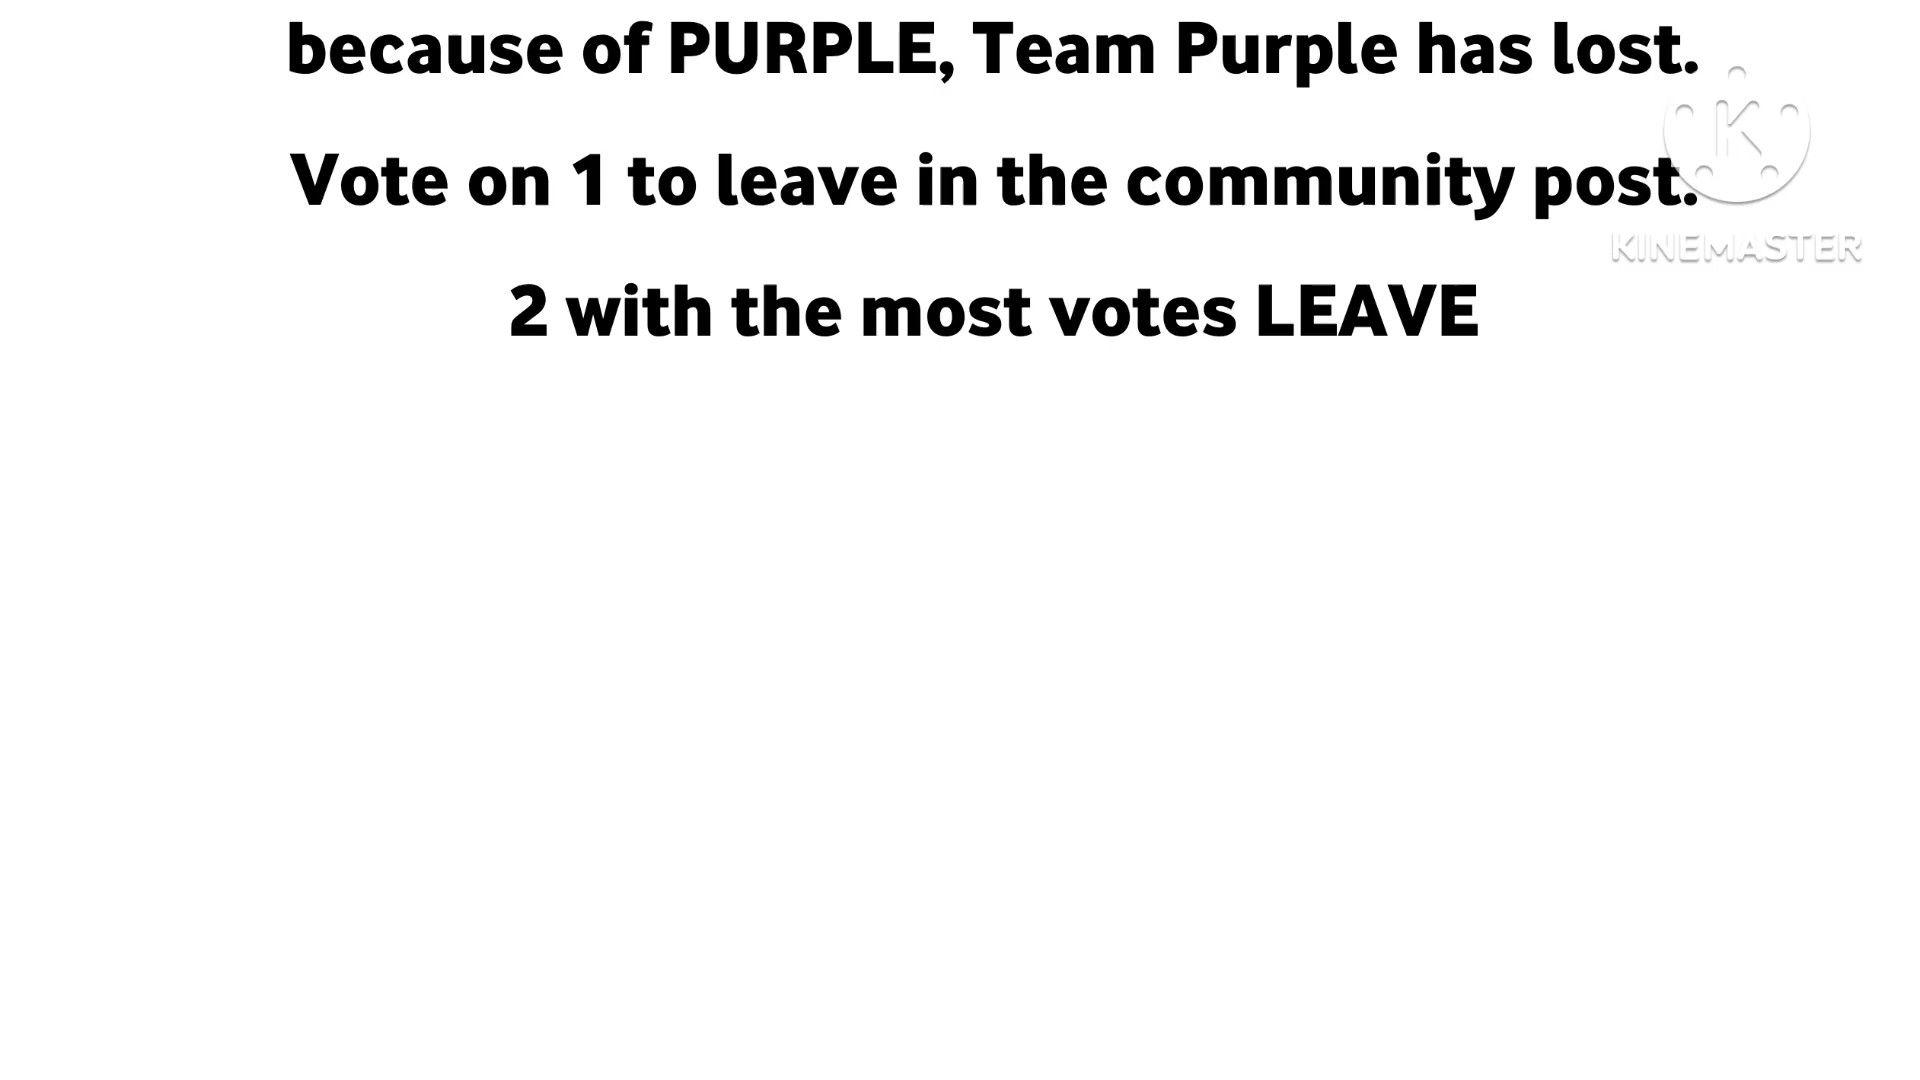 because of PURPLE, Team Purple has lost.
Vote on 1 to leave in the community post.
KINEMASTER
2 with the most votes LEAVE